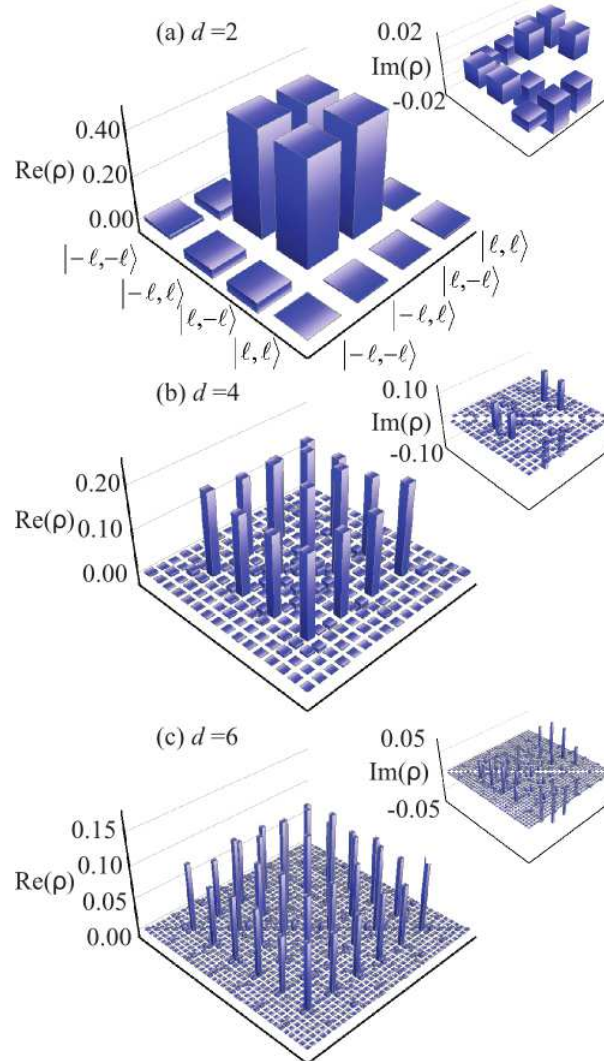 (a) d =2
0.02
Im(ρ)
-0.02
0.40
Re(ρ) 0.20
0.00
|−ℓ,−ℓ⟩
|−ℓ,ℓ⟩
|ℓ,−ℓ⟩
|ℓ,ℓ⟩
|ℓ,ℓ⟩
|ℓ,−ℓ⟩
|−ℓ,ℓ⟩
|−ℓ,−ℓ⟩
(b) d =4
0.10
Im(ρ)
-0.10
0.20
Re(ρ) 0.10
0.00
(c) d =6
0.05
Im(ρ)
-0.05
0.15
0.10
Re(ρ) 0.05
0.00